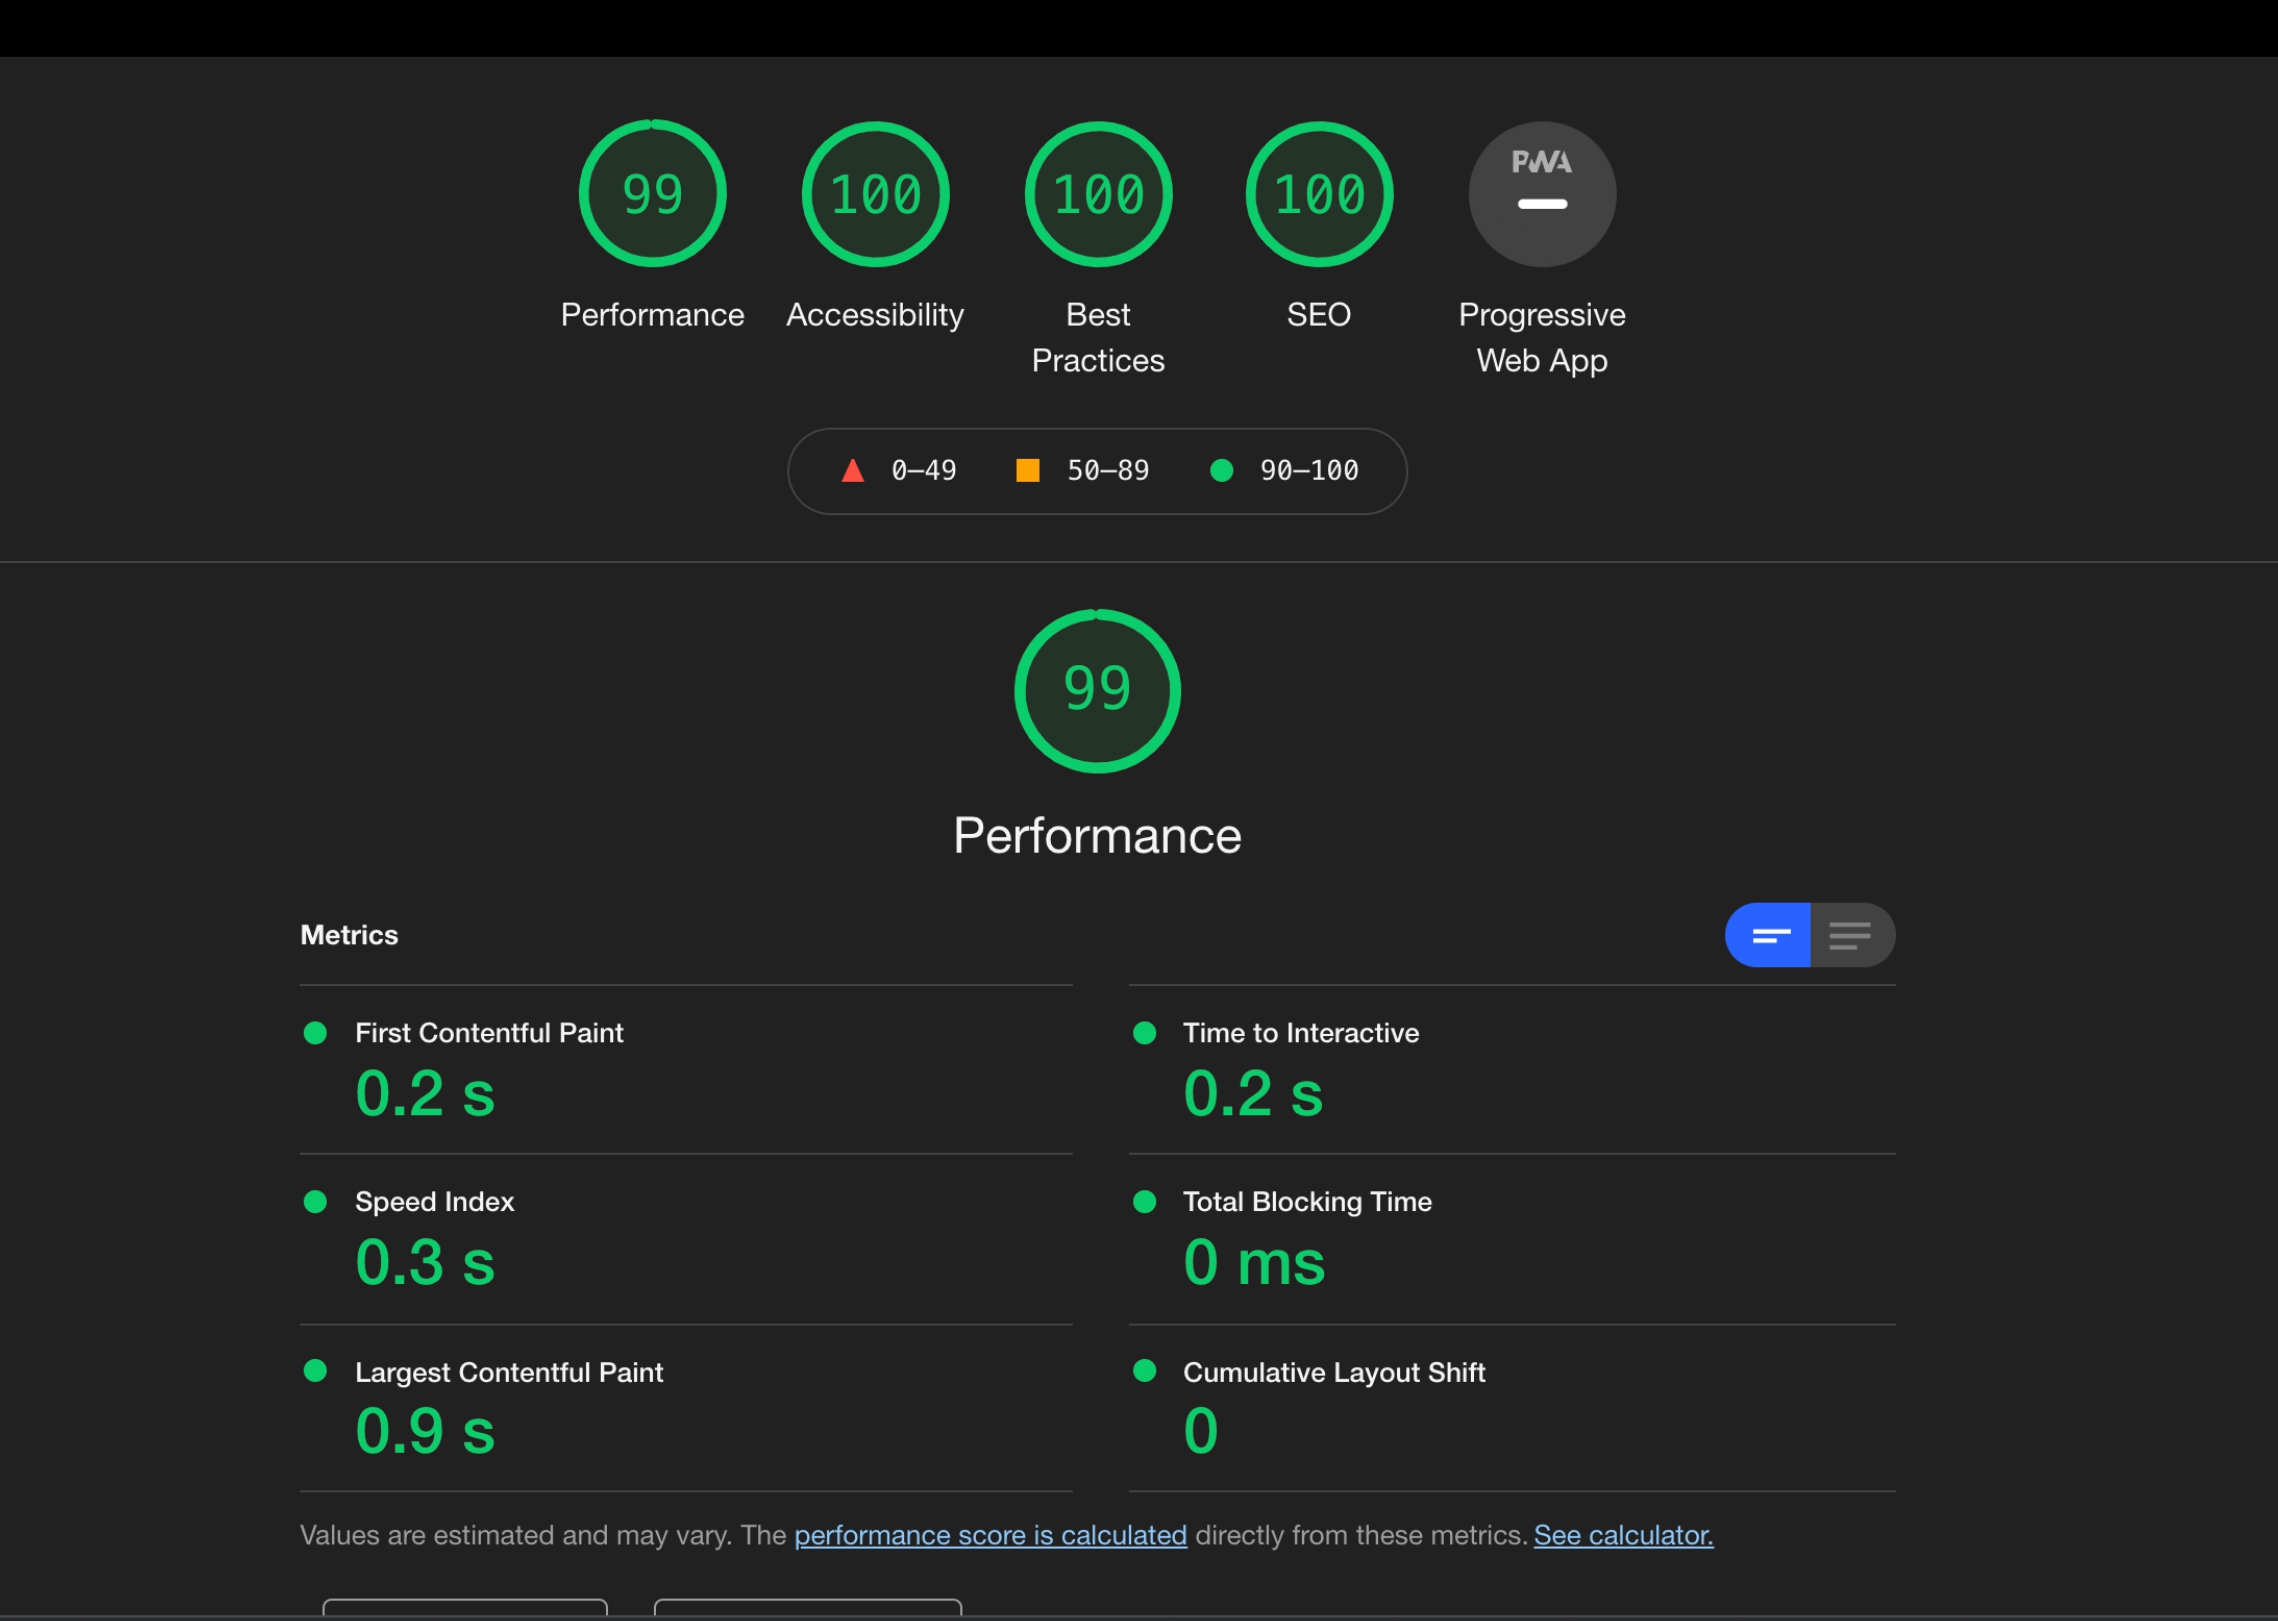 99
100
100
100
PWA
Performance
Accessibility
Best
Practices
SEO
Progressive
Web App
0–49
50–89
90–100
99
Performance
Metrics
First Contentful Paint
0.2 s
Time to Interactive
0.2 s
Speed Index
0.3 s
Total Blocking Time
0 ms
Largest Contentful Paint
0.9 s
Cumulative Layout Shift
0
Values are estimated and may vary. The performance score is calculated directly from these metrics. See calculator.